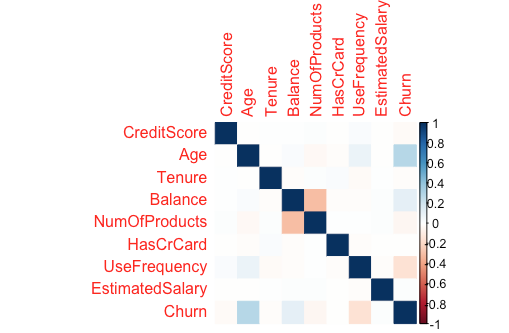 CreditScore
Age
Tenure
Balance
NumOfProducts
HasCrCard
UseFrequency
EstimatedSalary
Churn
CreditScore
Age
Tenure
Balance
NumOfProducts
HasCrCard
UseFrequency
EstimatedSalary
Churn
1
0.8
0.6
0.4
0.2
0
-0.2
-0.4
-0.6
-0.8
-1